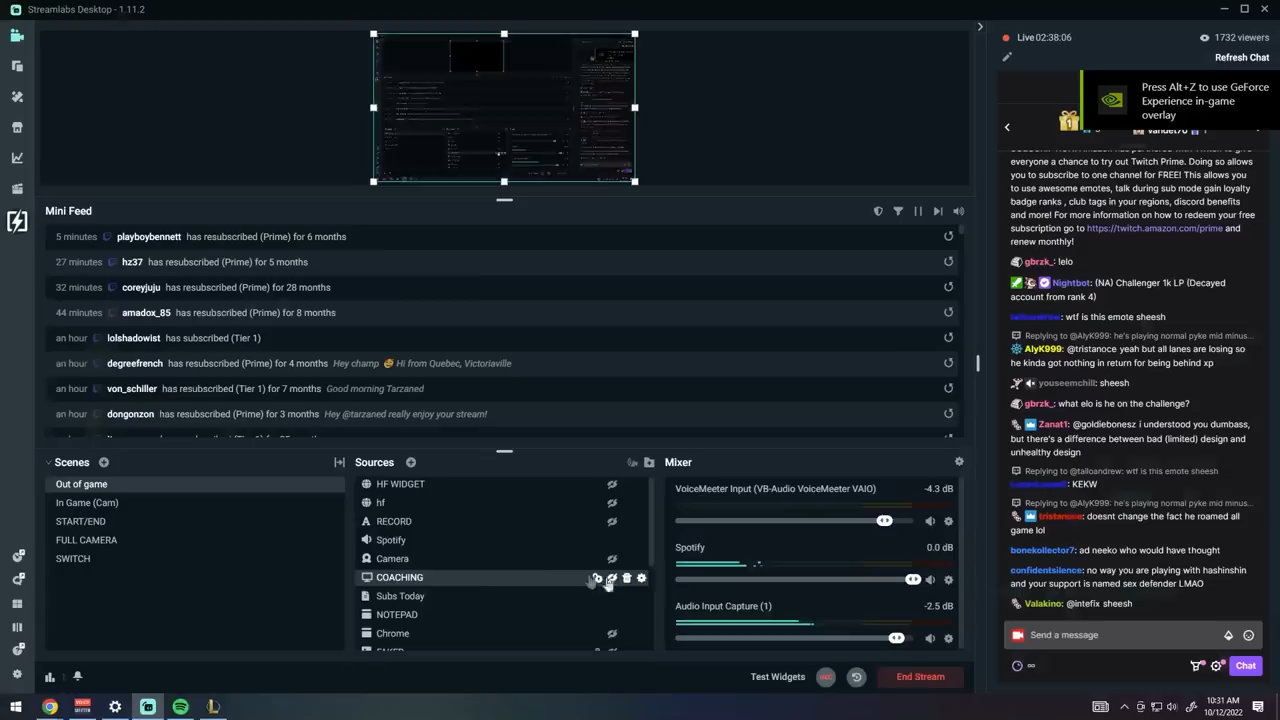 Streamlabs Desktop - 1.11.2
Live 02:38:06
1732 viewers
Refresh Chat
Press Alt+Z to use GeForce
Experience in-game
overlay
everyone a chance to try out Twitch Prime. Doing so allows
you to subscribe to one channel for FREE! This allows you
to use awesome emotes, talk during sub mode gain loyalty
badge ranks , club tags in your regions, discord benefits
and more! For more information on how to redeem your free
subscription go to https://twitch.amazon.com/prime and
renew monthly!
gbrzk_: !elo
Nightbot: (NA) Challenger 1k LP (Decayed
account from rank 4)
wtf is this emote sheesh
Replying to @AlyK999: he's playing normal pyke mid minus...
AlyK999: @tristanoce yeah but all lanes are losing so
he kinda got nothing in return for being behind xp
youseemchill: sheesh
gbrzk_: what elo is he on the challenge?
Zanat1: @goldiebonesz i understood you dumbass,
but there's a difference between bad (limited) design and
unhealthy design
Replying to @talloandrew: wtf is this emote sheesh
KEKW
Replying to @AlyK999: he's playing normal pyke mid minus...
doesnt change the fact he roamed all
game lol
bonekollector7: ad neeko who would have thought
confidentsilence: no way you are playing with hashinshin
and your support is named sex defender LMAO
Valakino: @intefix sheesh
Send a message
Chat
Mini Feed
5 minutes playboybennett has resubscribed (Prime) for 6 months
27 minutes hz37 has resubscribed (Prime) for 5 months
32 minutes coreyjuju has resubscribed (Prime) for 28 months
44 minutes amadox_85 has resubscribed (Prime) for 8 months
an hour lolshadowist has subscribed (Tier 1)
an hour degreefrench has resubscribed (Prime) for 4 months Hey champ 🤠 Hi from Quebec, Victoriaville
an hour von_schiller has resubscribed (Tier 1) for 7 months Good morning Tarzaned
an hour dongonzon has resubscribed (Prime) for 3 months Hey @tarzaned really enjoy your stream!
Scenes
Out of game
In Game (Cam)
START/END
FULL CAMERA
SWITCH
Sources
HF WIDGET
hf
RECORD
Spotify
Camera
COACHING
Subs Today
NOTEPAD
Chrome
Mixer
VoiceMeeter Input (VB-Audio VoiceMeeter VAIO) -4.3 dB
Spotify 0.0 dB
Audio Input Capture (1) -2.5 dB
Test Widgets
REC
End Stream
10:31 AM
10/12/2022